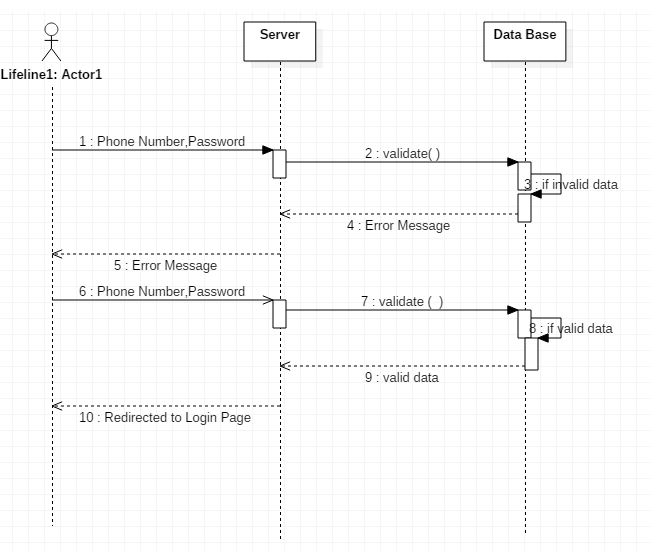 Server
Data Base
Lifeline1: Actor1
1 : Phone Number,Password
2 : validate( )
3 : if invalid data
4 : Error Message
5 : Error Message
6 : Phone Number,Password
7 : validate (  )
8 : if valid data
9 : valid data
10 : Redirected to Login Page